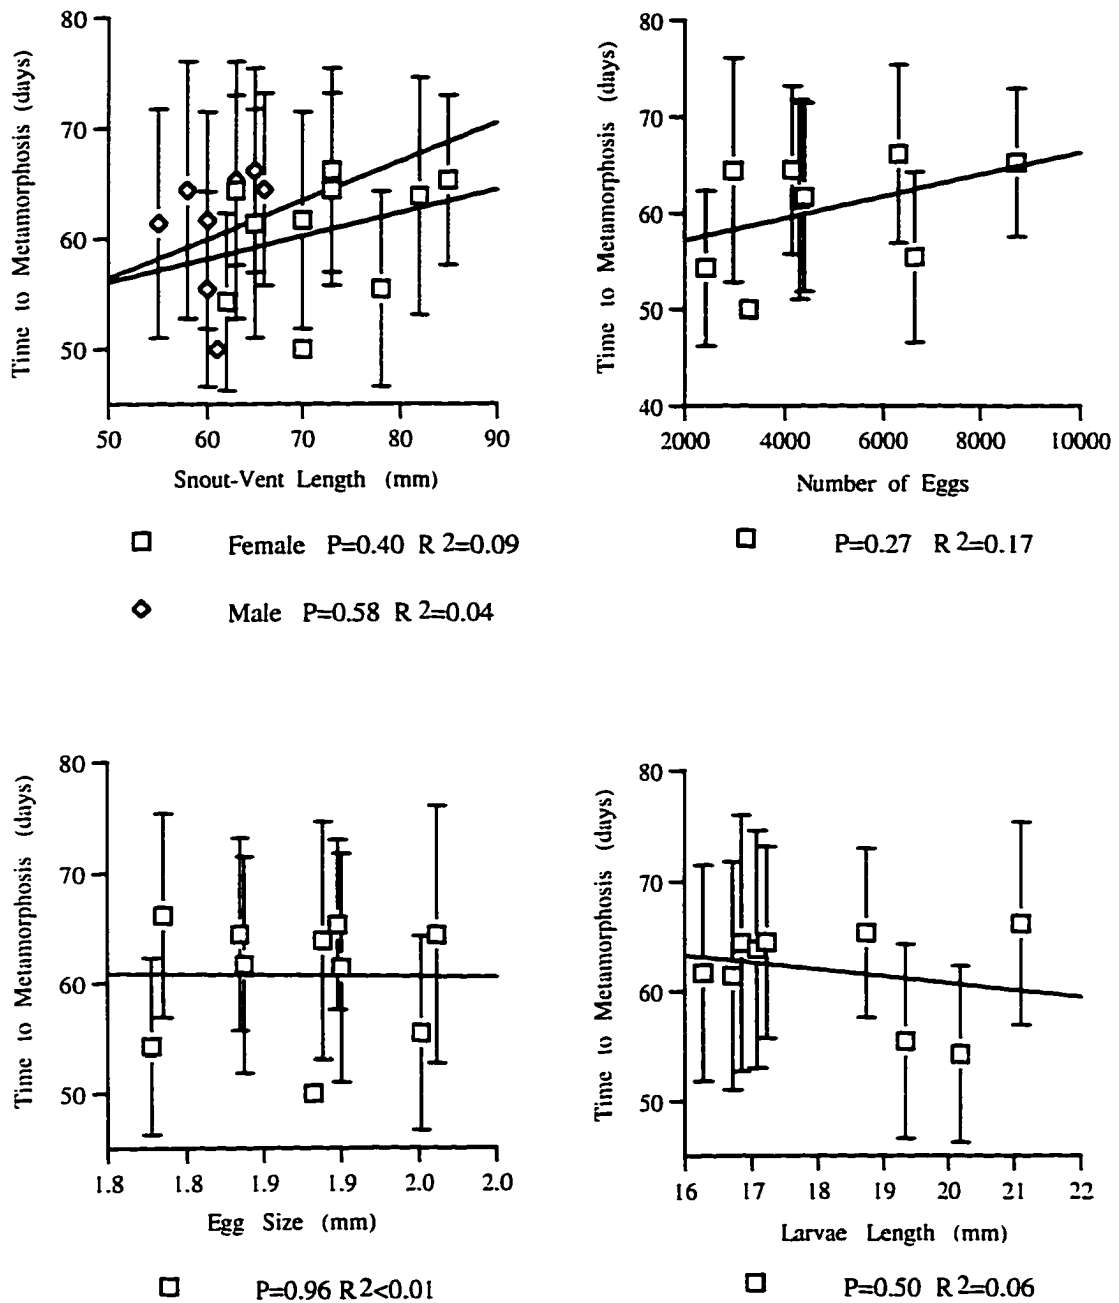 Time to Metamorphosis (days)
80
70
60
50
50 60 70 80 90
Snout-Vent Length (mm)
Female P=0.40 R 2=0.09
Male P=0.58 R 2=0.04
Time to Metamorphosis (days)
80
70
60
50
40
2000 4000 6000 8000 10000
Number of Eggs
P=0.27 R 2=0.17
Time to Metamorphosis (days)
80
70
60
50
1.8 1.8 1.9 1.9 2.0 2.0
Egg Size (mm)
P=0.96 R 2<0.01
Time to Metamorphosis (days)
80
70
60
50
16 17 18 19 20 21 22
Larvae Length (mm)
P=0.50 R 2=0.06